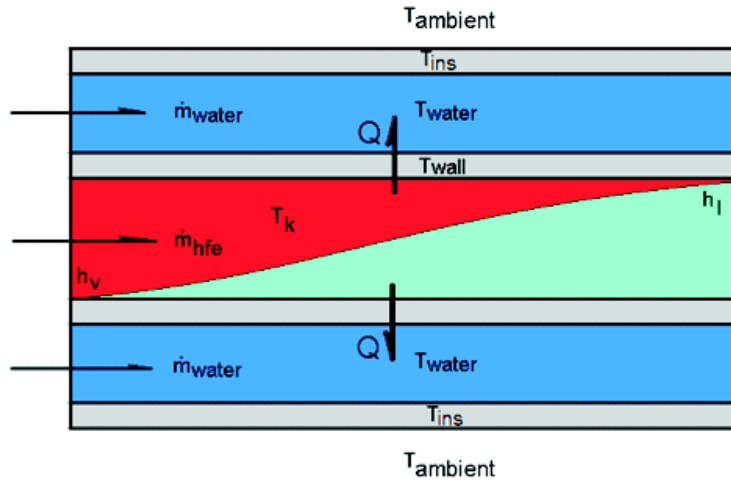 Tambient
Tins
ṁwater Twater
Q
Twall
hl
Tk
ṁhfe
hv
Q
ṁwater Twater
Tins
Tambient